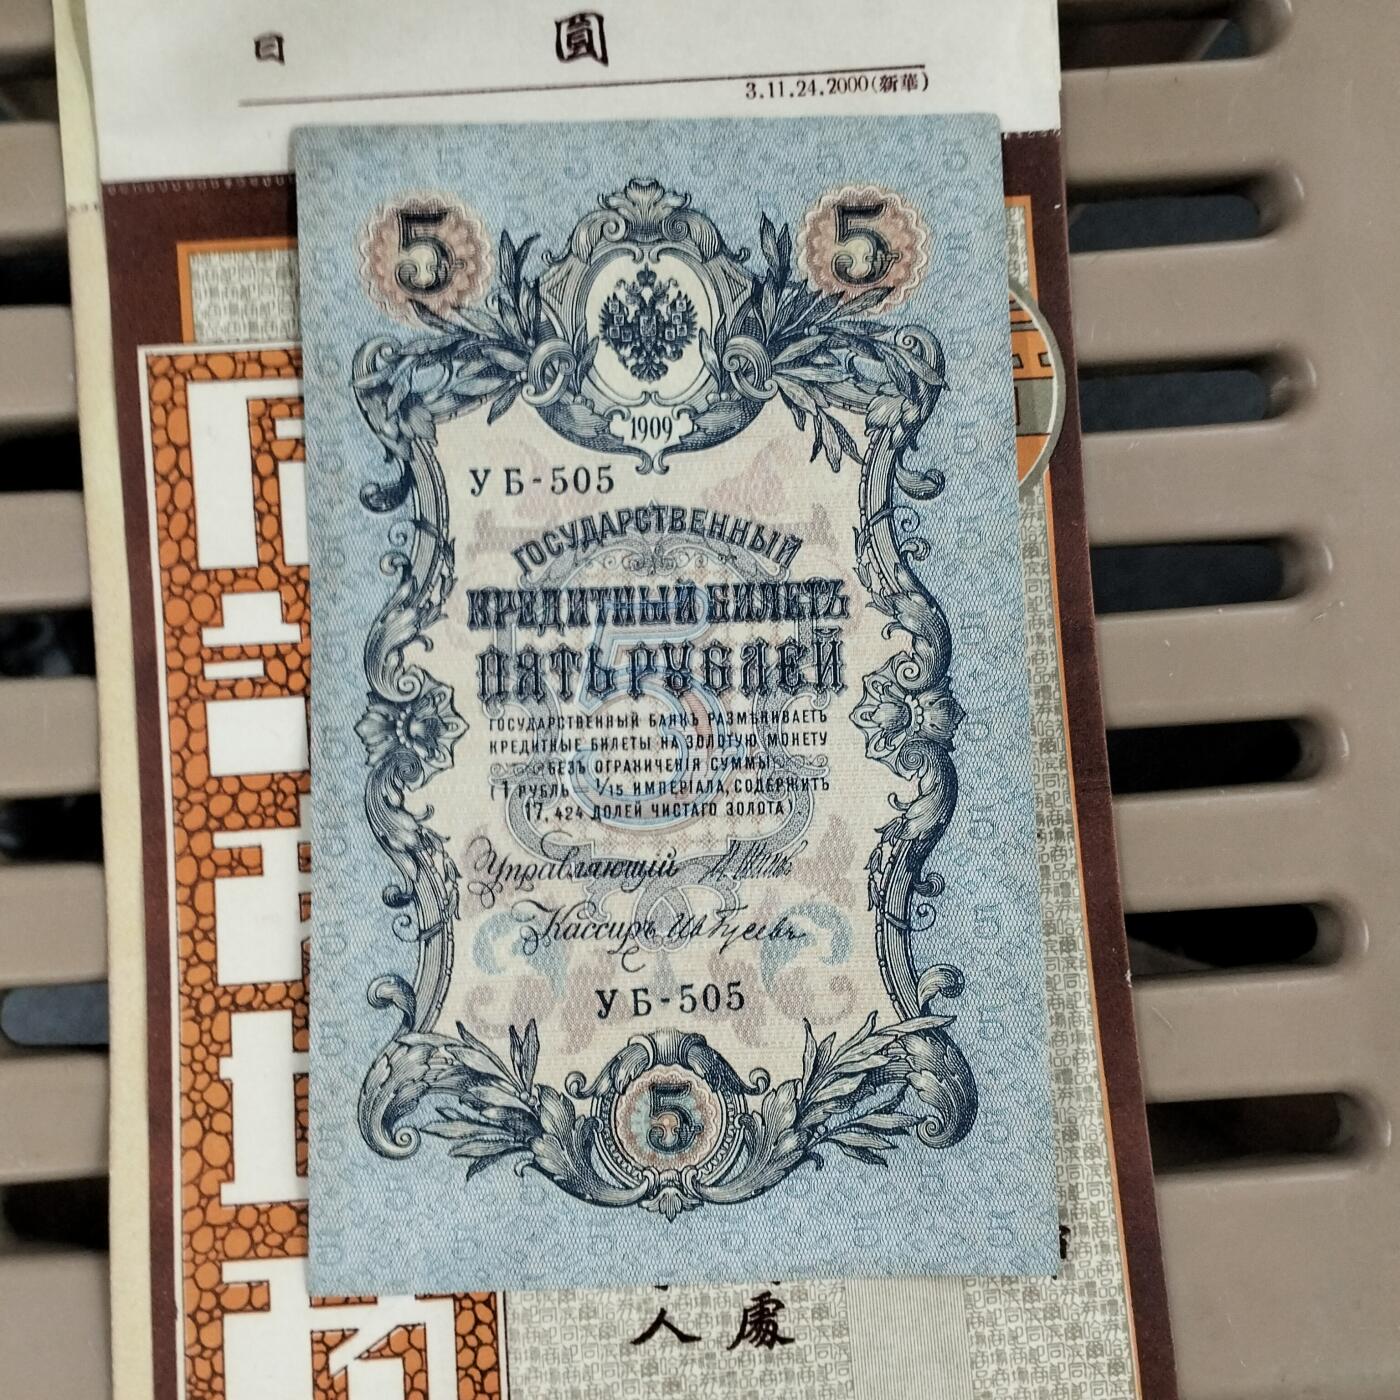 日 圓
3.11.24.2000(新華)
5 5
1909
УБ-505
ГОСУДАРСТВЕННЫЙ
КРЕДИТНЫЙ БИЛЕТЪ
ПЯТЬ РУБЛЕЙ
ГОСУДАРСТВЕННЫЙ БАНКЪ РАЗМѢНИВАЕТЪ
КРЕДИТНЫЕ БИЛЕТЫ НА ЗОЛОТУЮ МОНЕТУ
БЕЗЪ ОГРАНИЧЕНІЯ СУММЫ
(1 РУБЛЬ = 1/15 ИМПЕРІАЛА, СОДЕРЖИТЪ
17,424 ДОЛЕЙ ЧИСТАГО ЗОЛОТА)
Управляющій
Кассиръ
УБ-505
5
人 處